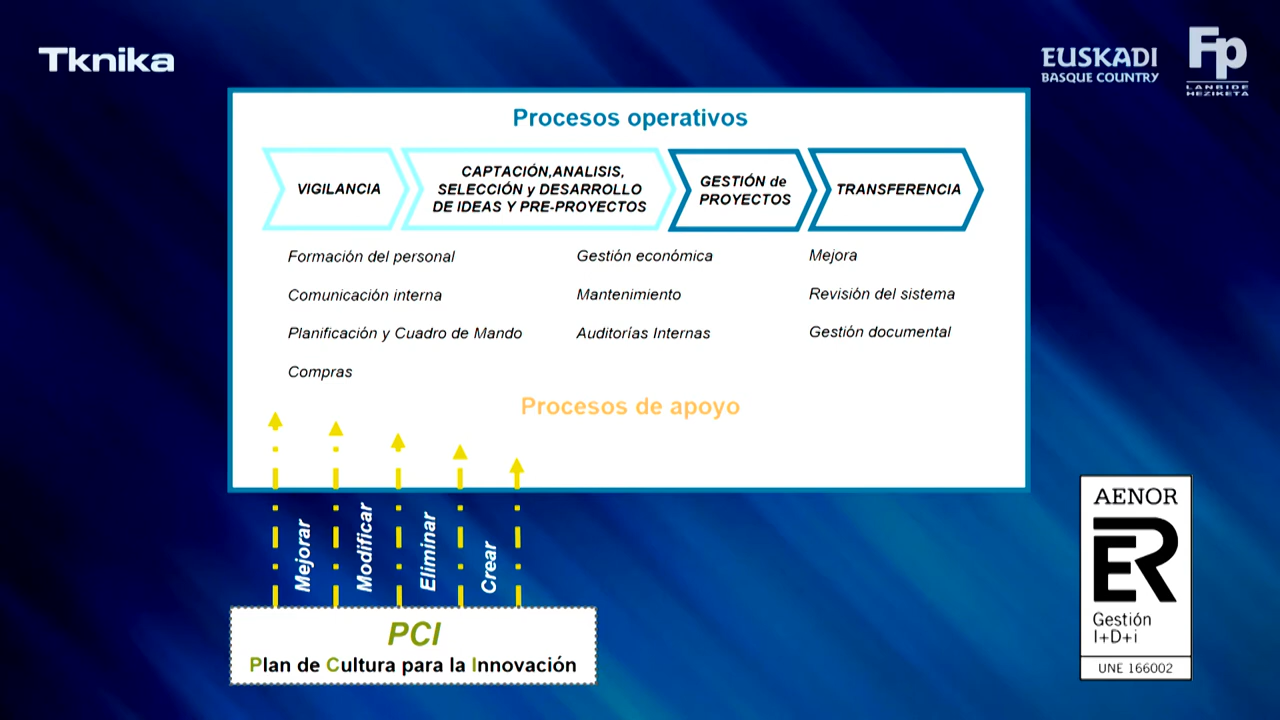 Tknika
EUSKADI
BASQUE COUNTRY
Fp
LANBIDE
HEZIKETA
Procesos operativos
VIGILANCIA
CAPTACIÓN,ANALISIS,
SELECCIÓN y DESARROLLO
DE IDEAS Y PRE-PROYECTOS
GESTIÓN de
PROYECTOS
TRANSFERENCIA
Formación del personal
Gestión económica
Mejora
Comunicación interna
Mantenimiento
Revisión del sistema
Planificación y Cuadro de Mando
Auditorías Internas
Gestión documental
Compras
Procesos de apoyo
Mejorar
Modificar
Eliminar
Crear
PCI
Plan de Cultura para la Innovación
AENOR
ER
Gestión
I+D+i
UNE 166002